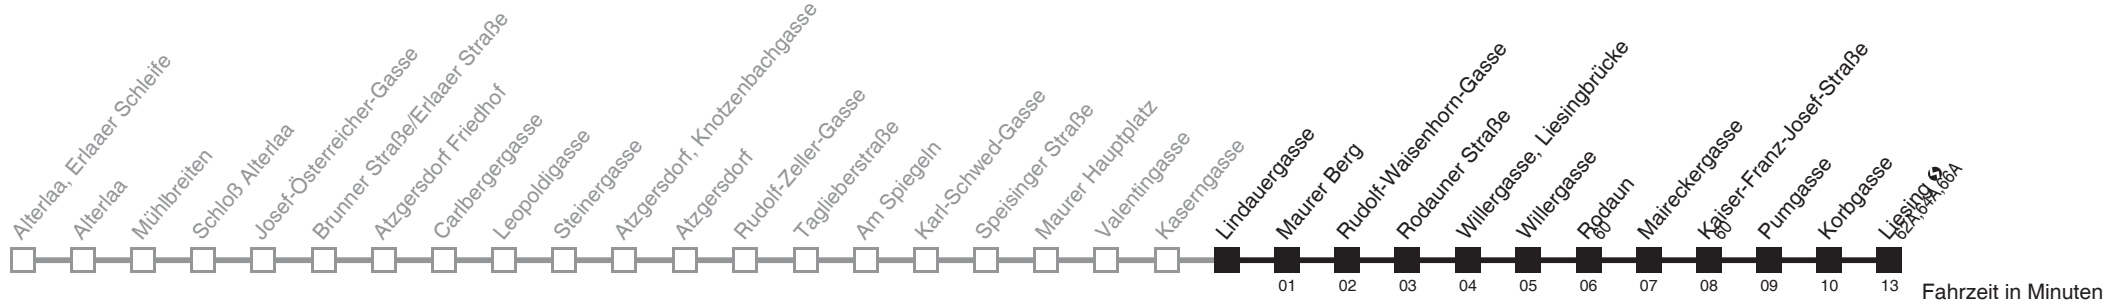 Alterlaa, Erlaaer Schleife
Alterlaa
Mühlbreiten
Schloß Alterlaa
Josef-Österreicher-Gasse
Brunner Straße/Erlaaer Straße
Atzgersdorf Friedhof
Carlbergergasse
Leopoldigasse
Steinergasse
Atzgersdorf, Knotzenbachgasse
Atzgersdorf
Rudolf-Zeller-Gasse
Taglieberstraße
Am Spiegeln
Karl-Schwed-Gasse
Speisinger Straße
Maurer Hauptplatz
Valentingasse
Kaserngasse
Lindauergasse
Maurer Berg
Rudolf-Waisenhorn-Gasse
Rodauner Straße
Willergasse, Liesingbrücke
Willergasse
Rodaun
60
Maireckergasse
Kaiser-Franz-Josef-Straße
60
Pumgasse
Korbgasse
Liesing
62A,64A,66A
01 02 03 04 05 06 07 08 09 10 13
Fahrzeit in Minuten